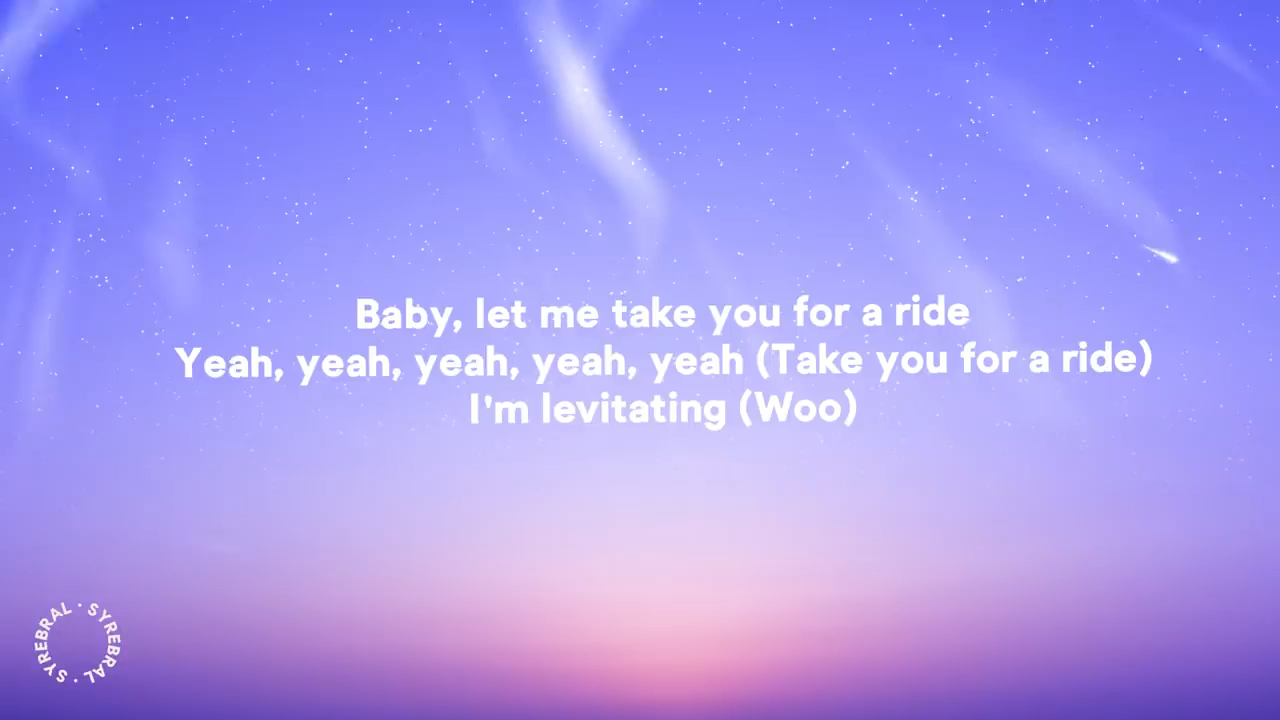 Baby, let me take you for a ride
Yeah, yeah, yeah, yeah, yeah (Take you for a ride)
I'm levitating (Woo)
SYREBRAL · SYREBRAL ·